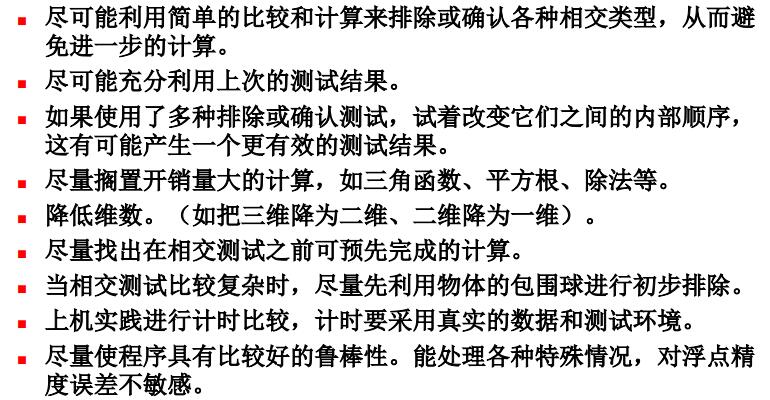 尽可能利用简单的比较和计算来排除或确认各种相交类型，从而避
免进一步的计算。
尽可能充分利用上次的测试结果。
如果使用了多种排除或确认测试，试着改变它们之间的内部顺序，
这有可能产生一个更有效的测试结果。
尽量搁置开销量大的计算，如三角函数、平方根、除法等。
降低维数。（如把三维降为二维、二维降为一维）。
尽量找出在相交测试之前可预先完成的计算。
当相交测试比较复杂时，尽量先利用物体的包围球进行初步排除。
上机实践进行计时比较，计时要采用真实的数据和测试环境。
尽量使程序具有比较好的鲁棒性。能处理各种特殊情况，对浮点精
度误差不敏感。